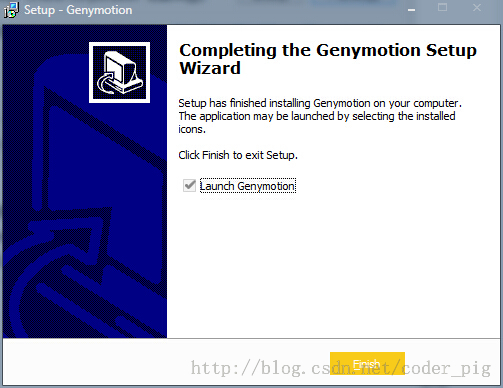 Setup - Genymotion
Completing the Genymotion Setup
Wizard
Setup has finished installing Genymotion on your computer.
The application may be launched by selecting the installed
icons.
Click Finish to exit Setup.
Launch Genymotion
Finish
http://blog.csdn.net/coder_pig